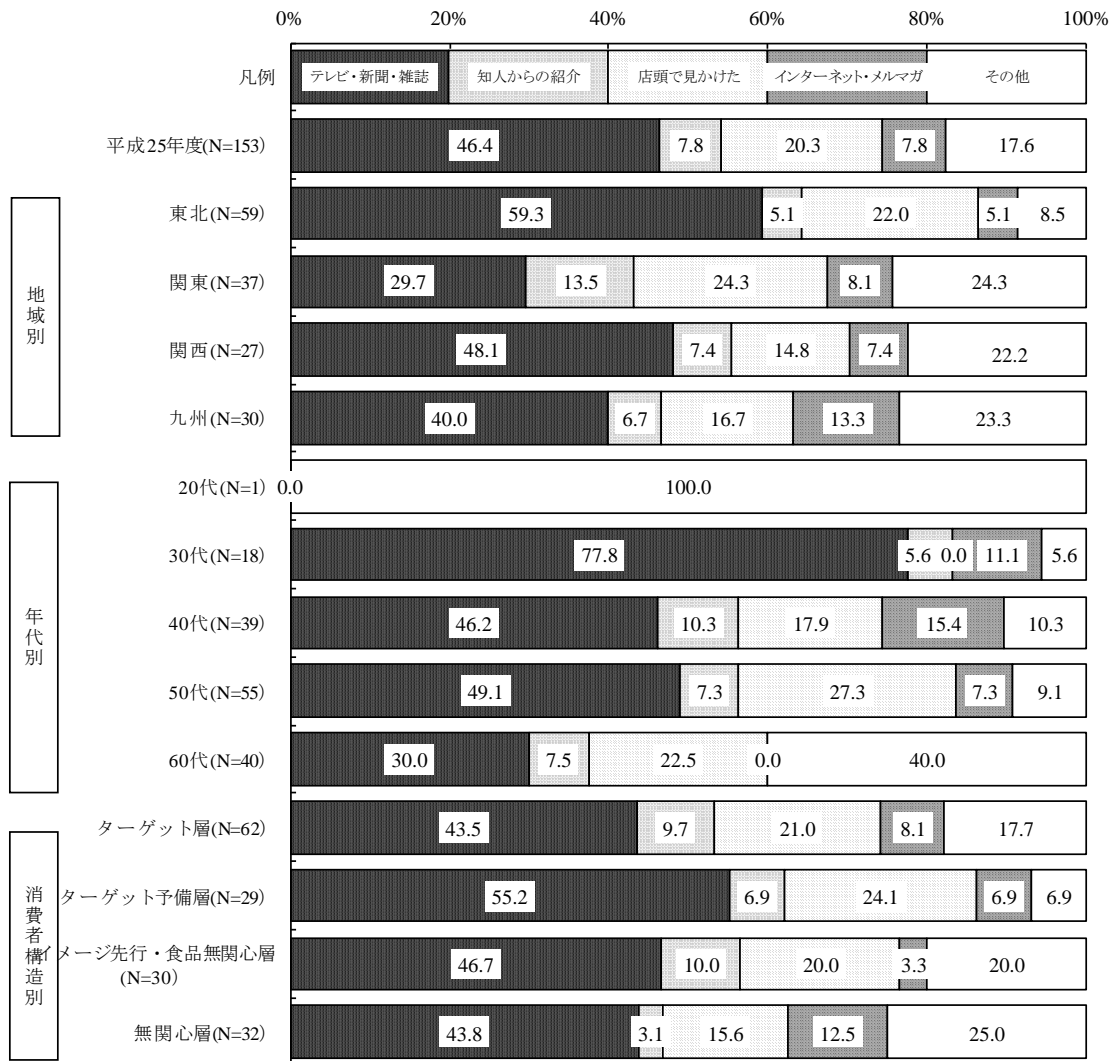 0% 20% 40% 60% 80% 100%
凡例 テレビ・新聞・雑誌 知人からの紹介 店頭で見かけた インターネット・メルマガ その他
平成25年度(N=153) 46.4 7.8 20.3 7.8 17.6
地域別
東北(N=59) 59.3 5.1 22.0 5.1 8.5
関東(N=37) 29.7 13.5 24.3 8.1 24.3
関西(N=27) 48.1 7.4 14.8 7.4 22.2
九州(N=30) 40.0 6.7 16.7 13.3 23.3
年代別
20代(N=1) 0.0 100.0
30代(N=18) 77.8 5.6 0.0 11.1 5.6
40代(N=39) 46.2 10.3 17.9 15.4 10.3
50代(N=55) 49.1 7.3 27.3 7.3 9.1
60代(N=40) 30.0 7.5 22.5 0.0 40.0
消費者構造別
ターゲット層(N=62) 43.5 9.7 21.0 8.1 17.7
ターゲット予備層(N=29) 55.2 6.9 24.1 6.9 6.9
イメージ先行・食品無関心層
(N=30) 46.7 10.0 20.0 3.3 20.0
無関心層(N=32) 43.8 3.1 15.6 12.5 25.0